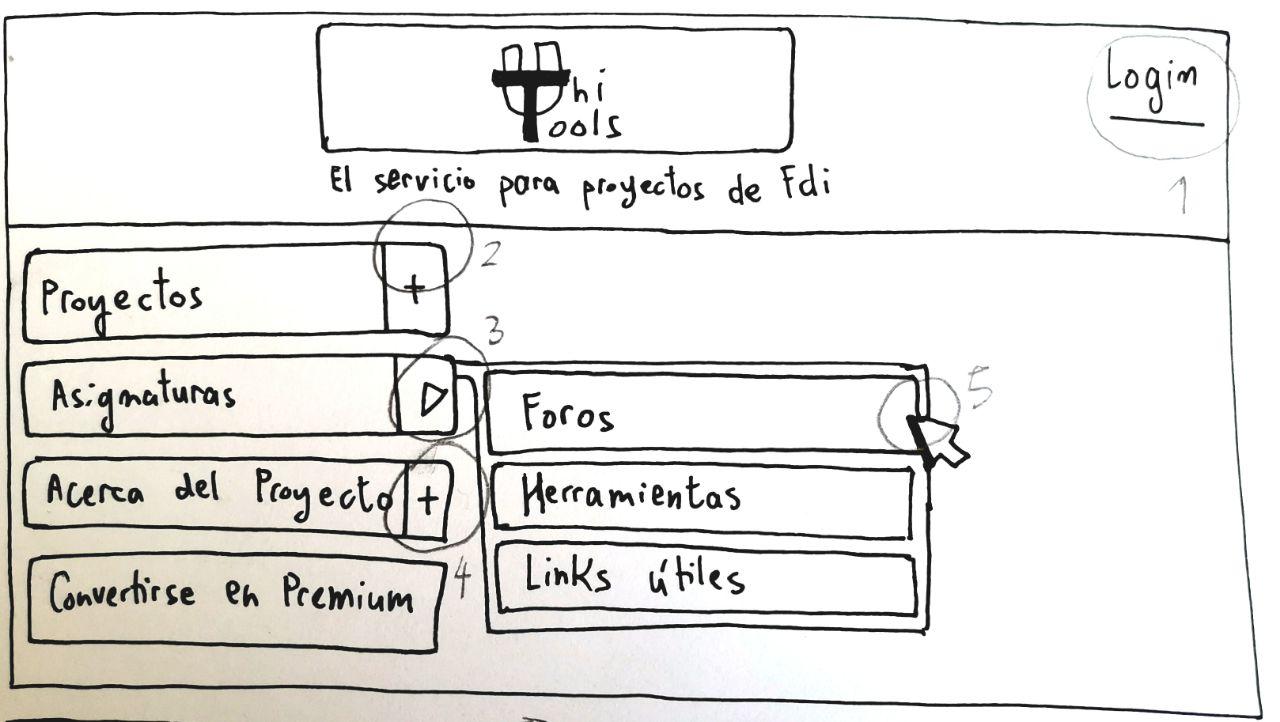 Login
Phi
Tools
El servicio para proyectos de Fdi
1
Proyectos +
2
3
Asignaturas
Acerca del Proyecto +
4
Convertirse en Premium
Foros
5
Herramientas
Links útiles